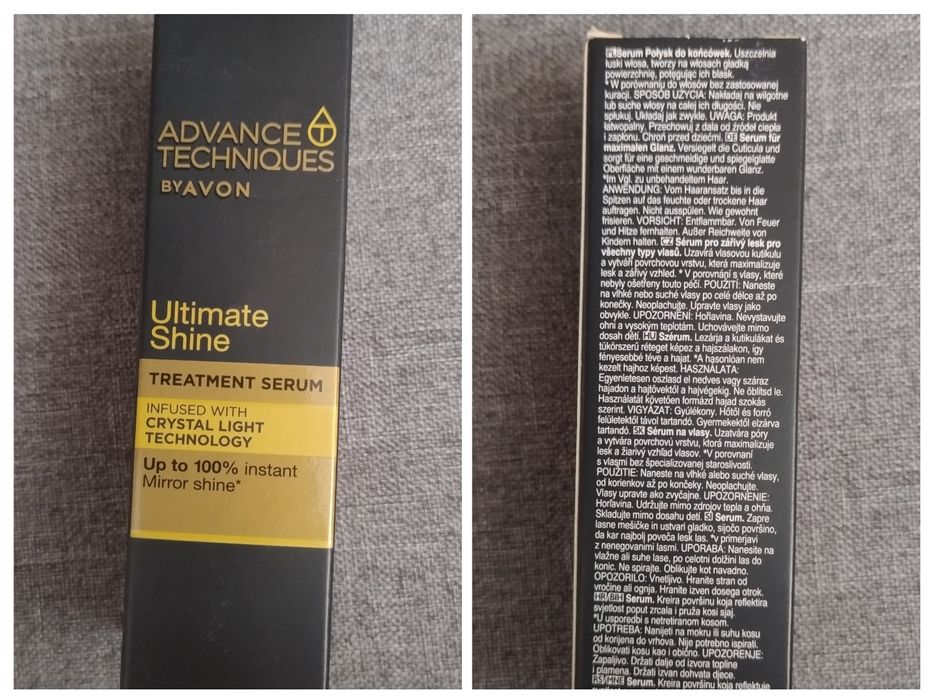 ADVANCE
TECHNIQUES
BY AVON
Ultimate
Shine
TREATMENT SERUM
INFUSED WITH
CRYSTAL LIGHT
TECHNOLOGY
Up to 100% instant
Mirror shine*
PL Serum Połysk do końcówek. Uszczelnia
łuski włosa, tworzy na włosach gładką
powierzchnię, potęgując ich blask.
* W porównaniu do włosów bez zastosowanej
kuracji. SPOSÓB UŻYCIA: Nakładaj na wilgotne
lub suche włosy na całej ich długości. Nie
spłukuj. Układaj jak zwykle. UWAGA: Produkt
łatwopalny. Przechowuj z dala od źródeł ciepła
i zapłonu. Chroń przed dziećmi. DE Serum für
maximalen Glanz. Versiegelt die Cuticula und
sorgt für eine geschmeidige und spiegelglatte
Oberfläche mit einem wunderbaren Glanz.
*Im Vgl. zu unbehandeltem Haar.
ANWENDUNG: Vom Haaransatz bis in die
Spitzen auf das feuchte oder trockene Haar
auftragen. Nicht ausspülen. Wie gewohnt
frisieren. VORSICHT: Entflammbar. Von Feuer
und Hitze fernhalten. Außer Reichweite von
Kindern halten. CZ Sérum pro zářivý lesk pro
všechny typy vlasů. Uzavírá vlasovou kutikulu
a vytváří povrchovou vrstvu, která maximalizuje
lesk a zářivý vzhled. * V porovnání s vlasy, které
nebyly ošetřeny touto péčí. POUŽITÍ: Naneste
na vlhké nebo suché vlasy po celé délce až po
konečky. Neoplachujte. Upravte vlasy jako
obvykle. UPOZORNĚNÍ: Hořlavina. Nevystavujte
ohni a vysokým teplotám. Uchovávejte mimo
dosah dětí. HU Szérum. Lezárja a kutikulákat és
tükörszerű réteget képez a hajszálakon, így
fényesebbé téve a hajat. *A hasonlóan nem
kezelt hajhoz képest. HASZNÁLATA:
Egyenletesen oszlasd el nedves vagy száraz
hajadon a hajtövektől a hajvégekig. Ne öblítsd le.
Használatát követően formázd hajad szokás
szerint. VIGYÁZAT: Gyúlékony. Hőtől és forró
felületektől távol tartandó. Gyermekektől elzárva
tartandó. SK Sérum na vlasy. Uzatvára póry
a vytvára povrchovú vrstvu, ktorá maximalizuje
lesk a žiarivý vzhľad vlasov. *V porovnaní
s vlasmi bez špecializovanej starostlivosti.
POUŽITIE: Naneste na vlhké alebo suché vlasy,
od korienkov až po končeky. Neoplachujte.
Vlasy upravte ako zvyčajne. UPOZORNENIE:
Horľavina. Udržujte mimo zdrojov tepla a ohňa.
Skladujte mimo dosahu detí. SI Serum. Zapre
lasne mešičke in ustvari gladko, sijočo površino,
da kar najbolj poveča lesk las. *v primerjavi
z nenegovanimi lasmi. UPORABA: Nanesite na
vlažne ali suhe lase, po celotni dolžini las do
konic. Ne spirajte. Oblikujte kot navadno.
OPOZORILO: Vnetljivo. Hranite stran od
vročine ali ognja. Hranite izven dosega otrok.
HR/BIH Serum. Kreira površinu koja reflektira
svjetlost poput zrcala i pruža kosi sjaj.
*U usporedbi s netretiranom kosom.
UPOTREBA: Nanijeti na mokru ili suhu kosu
od korijena do vrhova. Nije potrebno ispirati.
Oblikovati kosu kao i obično. UPOZORENJE:
Zapaljivo. Držati dalje od izvora topline
i plamena. Držati izvan dohvata djece.
RS/MNE Serum. Kreira površinu koja reflektuje